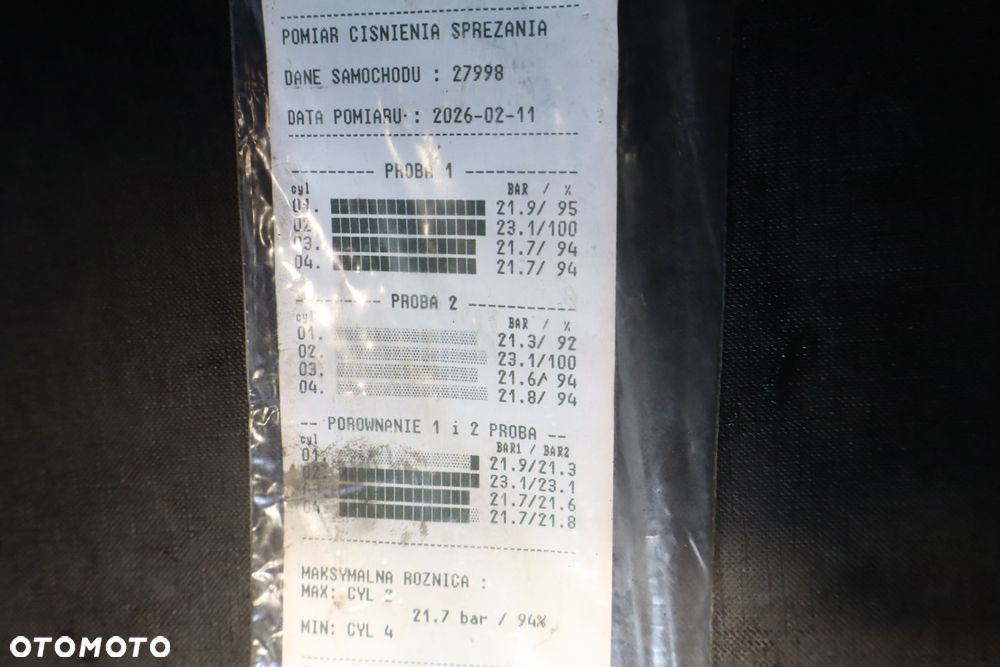 POMIAR CISNIENIA SPREZANIA
DANE SAMOCHODU : 27998
DATA POMIARU : 2026-02-11
PROBA 1
cyl BAR / %
01. 21.9/ 95
02. 23.1/100
03. 21.7/ 94
04. 21.7/ 94
PROBA 2
cyl BAR / %
01. 21.3/ 92
02. 23.1/100
03. 21.6/ 94
04. 21.8/ 94
-- POROWNANIE 1 i 2 PROBA --
cyl BAR1 / BAR2
01. 21.9/21.3
02. 23.1/23.1
03. 21.7/21.6
04. 21.7/21.8
MAKSYMALNA ROZNICA :
MAX: CYL 2
21.7 bar / 94%
MIN: CYL 4
OTOMOTO